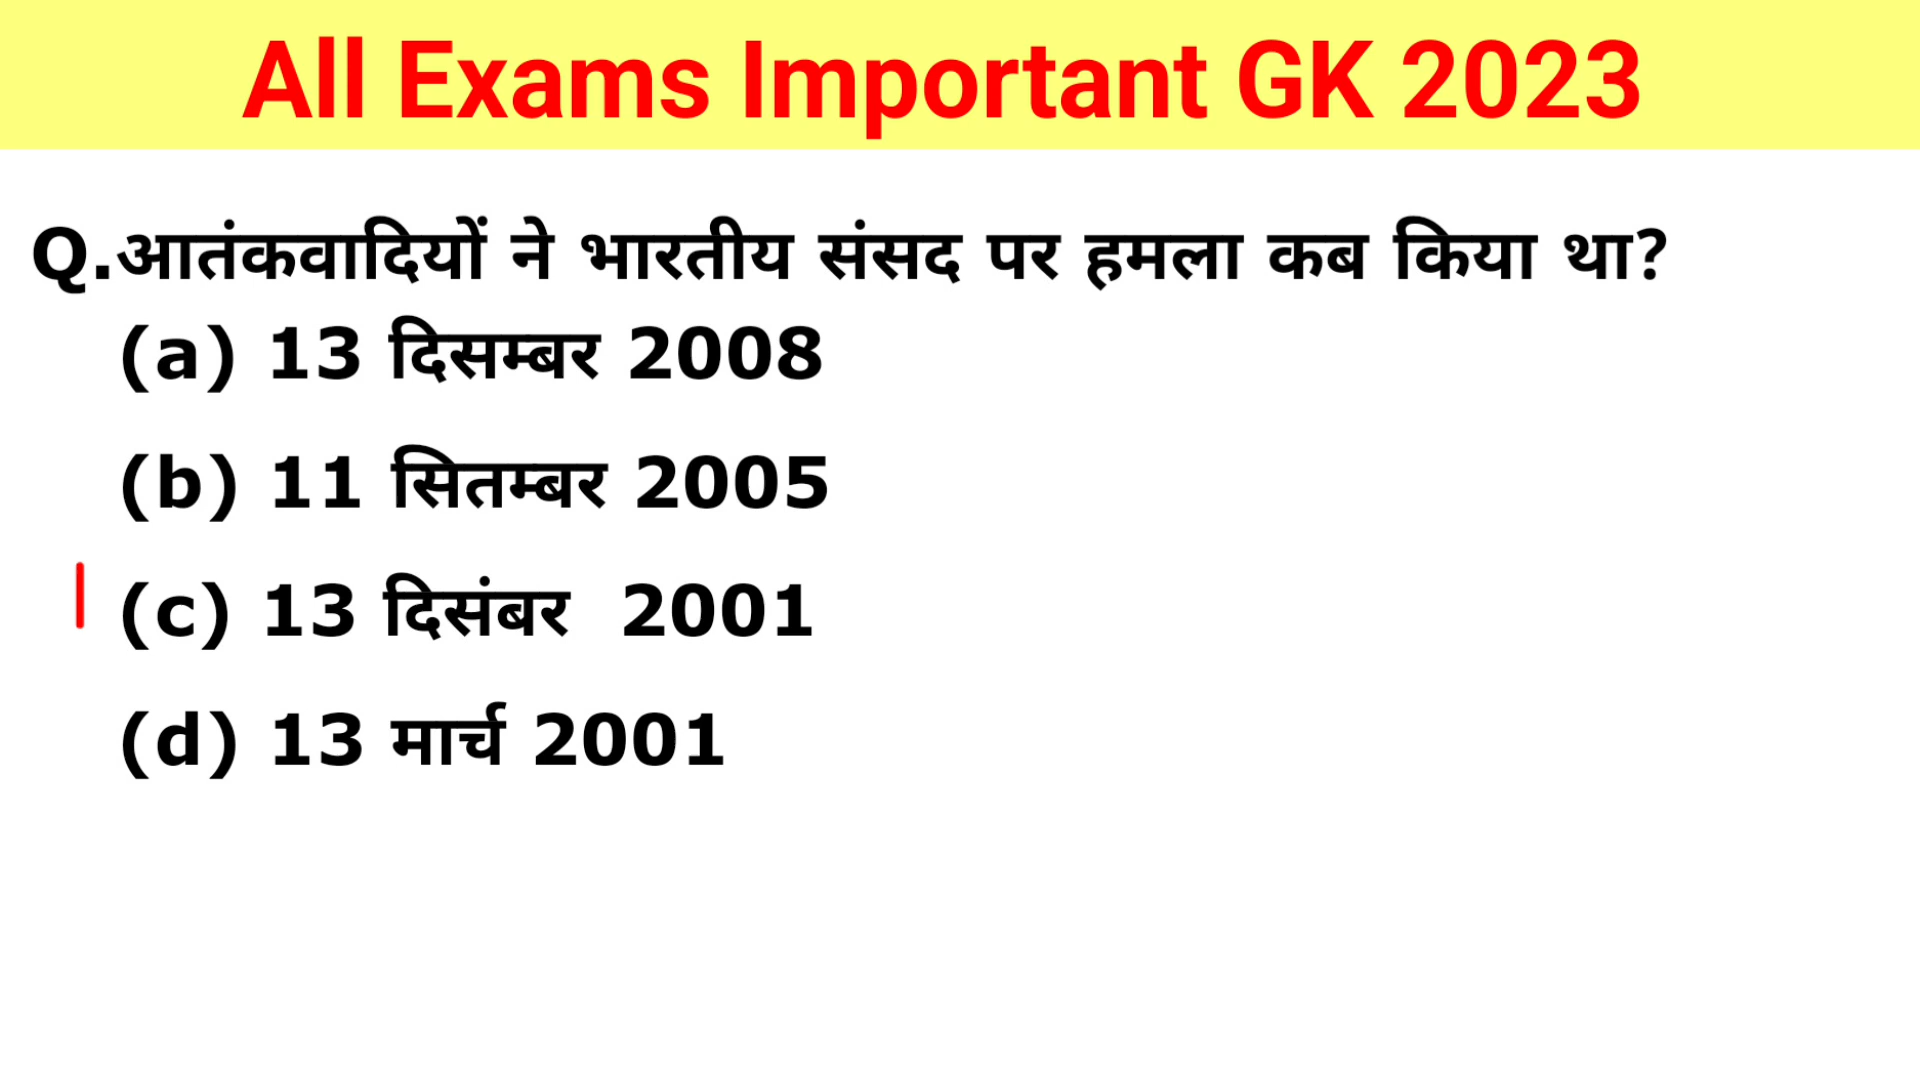 All Exams Important GK 2023
Q.आतंकवादियों ने भारतीय संसद पर हमला कब किया था?
(a) 13 दिसम्बर 2008
(b) 11 सितम्बर 2005
(c) 13 दिसंबर 2001
(d) 13 मार्च 2001